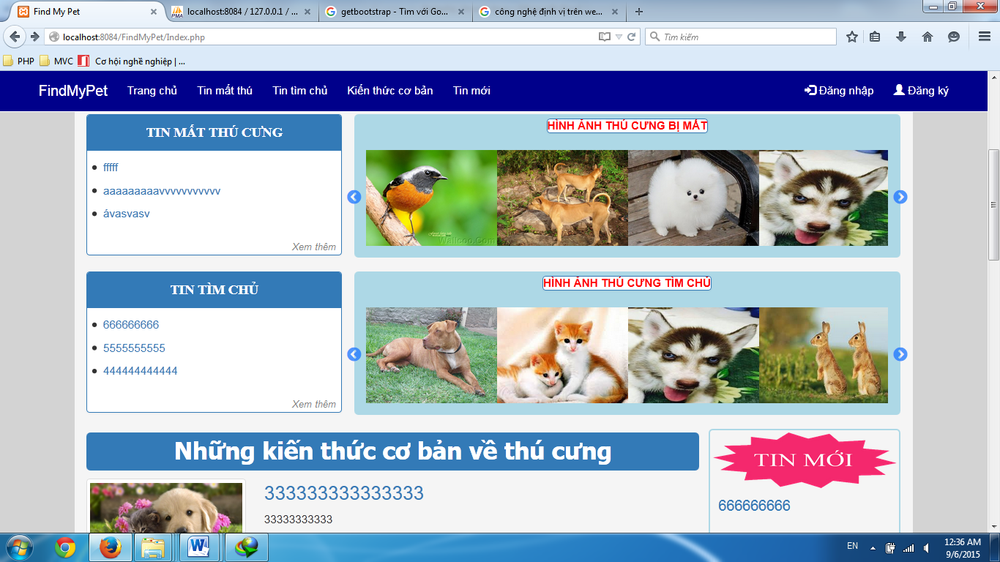 Find My Pet
localhost:8084 / 127.0.0.1 / ...
getbootstrap - Tìm với Go...
công nghệ định vị trên we...
localhost:8084/FindMyPet/Index.php
Tìm kiếm
PHP
MVC
Cơ hội nghề nghiệp | ...
FindMyPet
Trang chủ
Tin mất thú
Tin tìm chủ
Kiến thức cơ bản
Tin mới
Đăng nhập
Đăng ký
TIN MẤT THÚ CƯNG
fffff
aaaaaaaaavvvvvvvvvvv
ávasvasv
Xem thêm
HÌNH ẢNH THÚ CƯNG BỊ MẤT
Wallcoo.Com
TIN TÌM CHỦ
666666666
5555555555
444444444444
Xem thêm
HÌNH ẢNH THÚ CƯNG TÌM CHỦ
Những kiến thức cơ bản về thú cưng
333333333333333
33333333333
TIN MỚI
666666666
EN
12:36 AM
9/6/2015